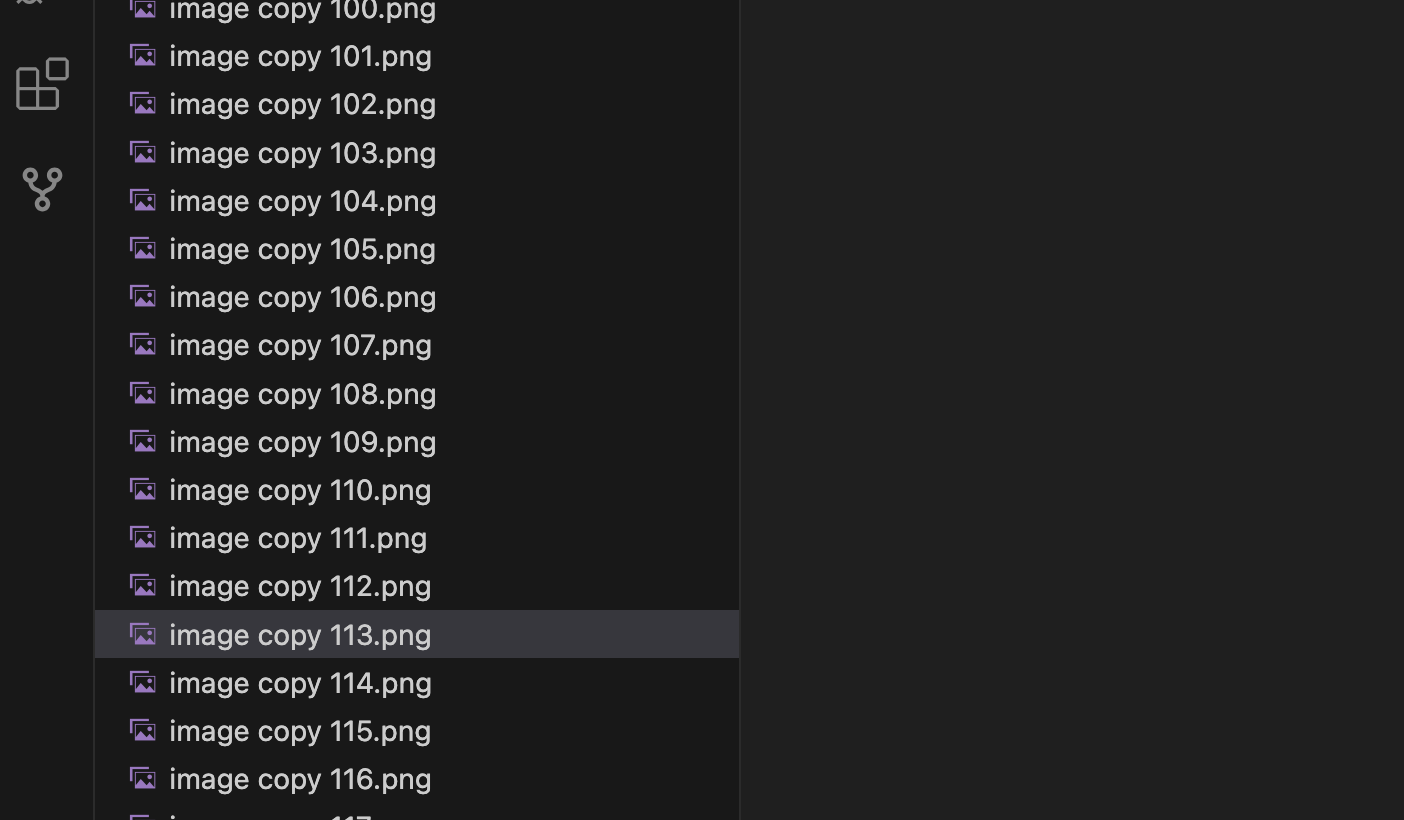 image copy 100.png
image copy 101.png
image copy 102.png
image copy 103.png
image copy 104.png
image copy 105.png
image copy 106.png
image copy 107.png
image copy 108.png
image copy 109.png
image copy 110.png
image copy 111.png
image copy 112.png
image copy 113.png
image copy 114.png
image copy 115.png
image copy 116.png